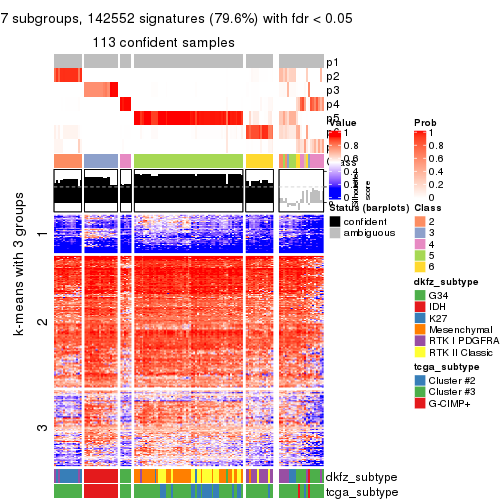 7 subgroups, 142552 signatures (79.6%) with fdr < 0.05
113 confident samples
p1
p2
p3
p4
p5
Value
1
0.8
0.6
0.4
0.2
0
Status (barplots)
confident
ambiguous
Prob
1
0.8
0.6
0.4
0.2
0
Class
2
3
4
5
6
dkfz_subtype
G34
IDH
K27
Mesenchymal
RTK I PDGFRA
RTK II Classic
tcga_subtype
Cluster #2
Cluster #3
G-CIMP+
k-means with 3 groups
1
2
3
dkfz_subtype
tcga_subtype